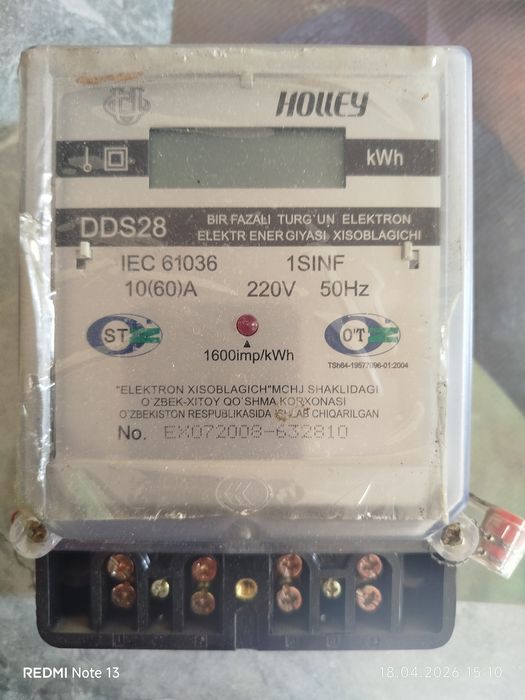 HOLLEY
kWh
DDS28
BIR FAZALI TURG'UN ELEKTRON
ELEKTR ENERGIYASI XISOBLAGICHI
IEC 61036 1SINF
10(60)A 220V 50Hz
ST
O'T
1600imp/kWh
TSh64-19577096-01:2004
"ELEKTRON XISOBLAGICH"MCHJ SHAKLIDAGI
O`ZBEK-XITOY QO`SHMA KORXONASI
O`ZBEKISTON RESPUBLIKASIDA ISHLAB CHIQARILGAN
No. EX072008-632810
REDMI Note 13
18.04.2026 15:10